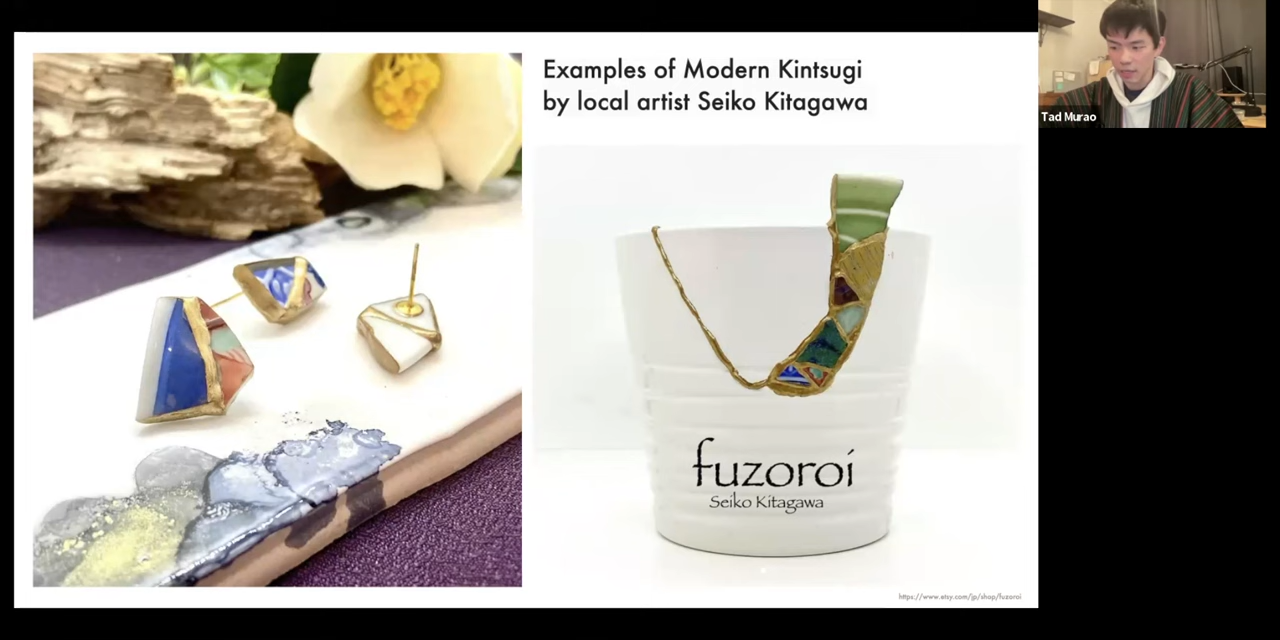 Examples of Modern Kintsugi
by local artist Seiko Kitagawa
Tad Murao
fuzoroi
Seiko Kitagawa
https://www.etsy.com/jp/shop/fuzoroi